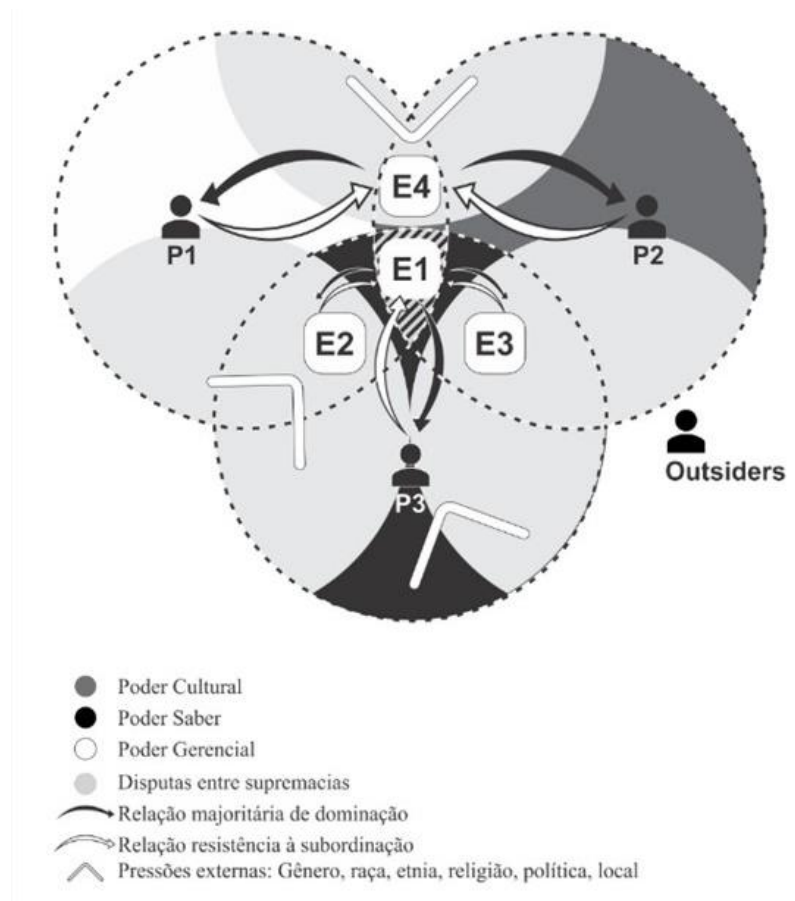 E4
P1
P2
E1
E2
E3
P3
Outsiders
Poder Cultural
Poder Saber
Poder Gerencial
Disputas entre supremacias
Relação majoritária de dominação
Relação resistência à subordinação
Pressões externas: Gênero, raça, etnia, religião, política, local